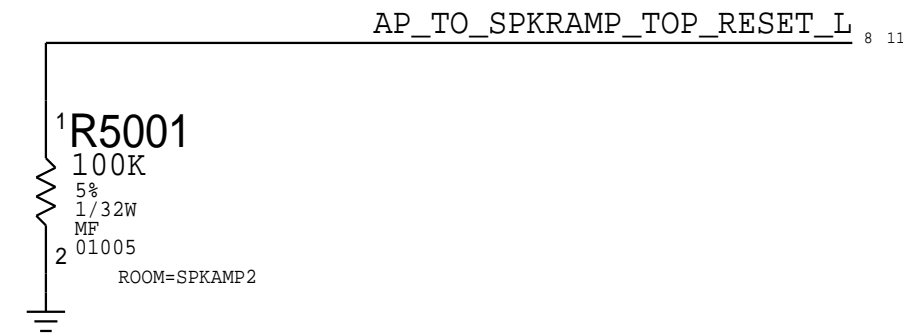 AP_TO_SPKRAMP_TOP_RESET_L 8 11
1 R5001
100K
5%
1/32W
MF
2 01005
ROOM=SPKAMP2